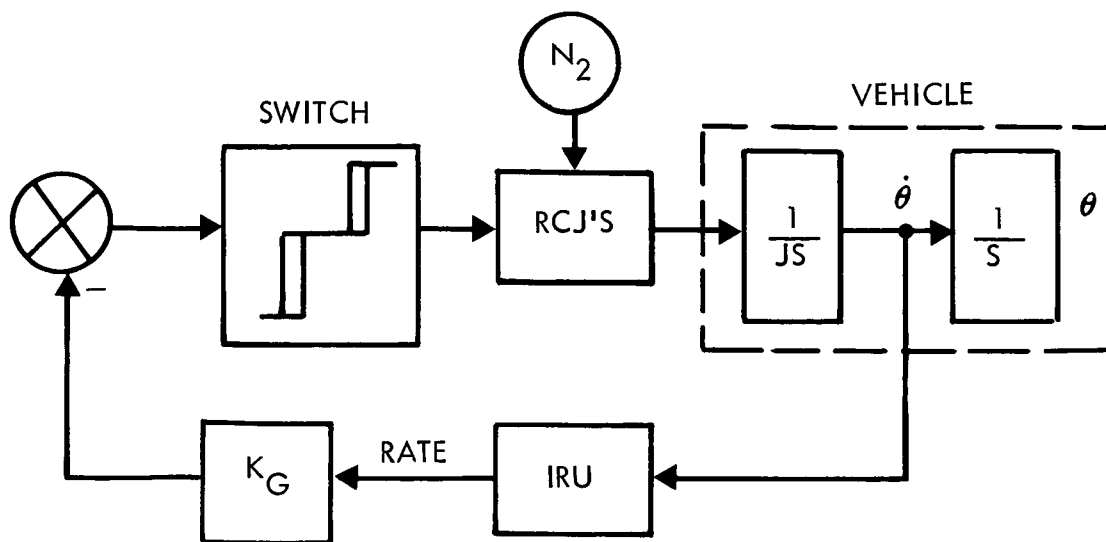 N2
SWITCH
VEHICLE
RCJ'S
1
JS
θ̇
1
S
θ
−
KG
RATE
IRU